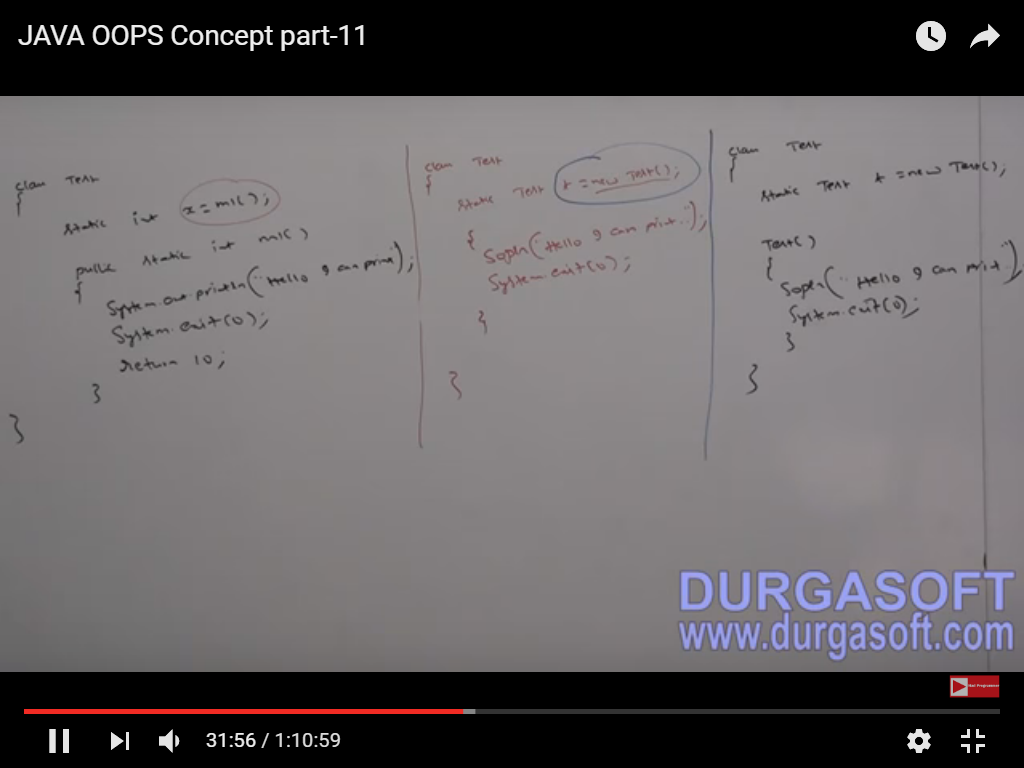 JAVA OOPS Concept part-11
class Test
{
static int x = m1();
public static int m1()
{
System.out.println("Hello I can print");
System.exit(0);
return 10;
}
}
class Test
{
static Test t = new Test();
{
Sopln("Hello I can print..");
System.exit(0);
}
}
class Test
{
static Test t = new Test();
Test()
{
Sopln("Hello I can print..");
System.exit(0);
}
}
DURGASOFT
www.durgasoft.com
31:56 / 1:10:59